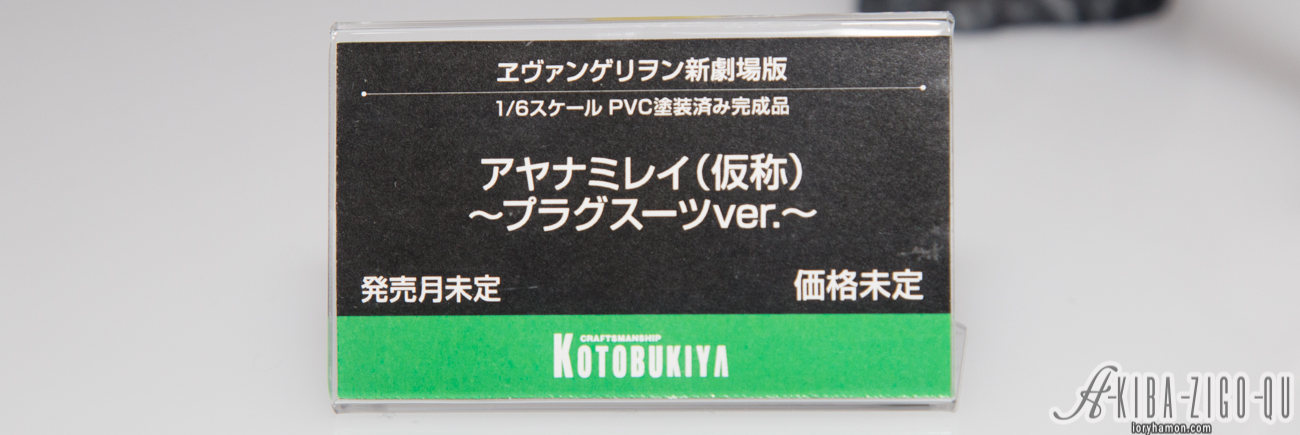 ヱヴァンゲリヲン新劇場版
1/6スケール PVC塗装済み完成品
アヤナミレイ（仮称）
～プラグスーツver.～
発売月未定
価格未定
CRAFTSMANSHIP
KOTOBUKIYA
A-KIBA-ZIGO-QU
loryhamon.com